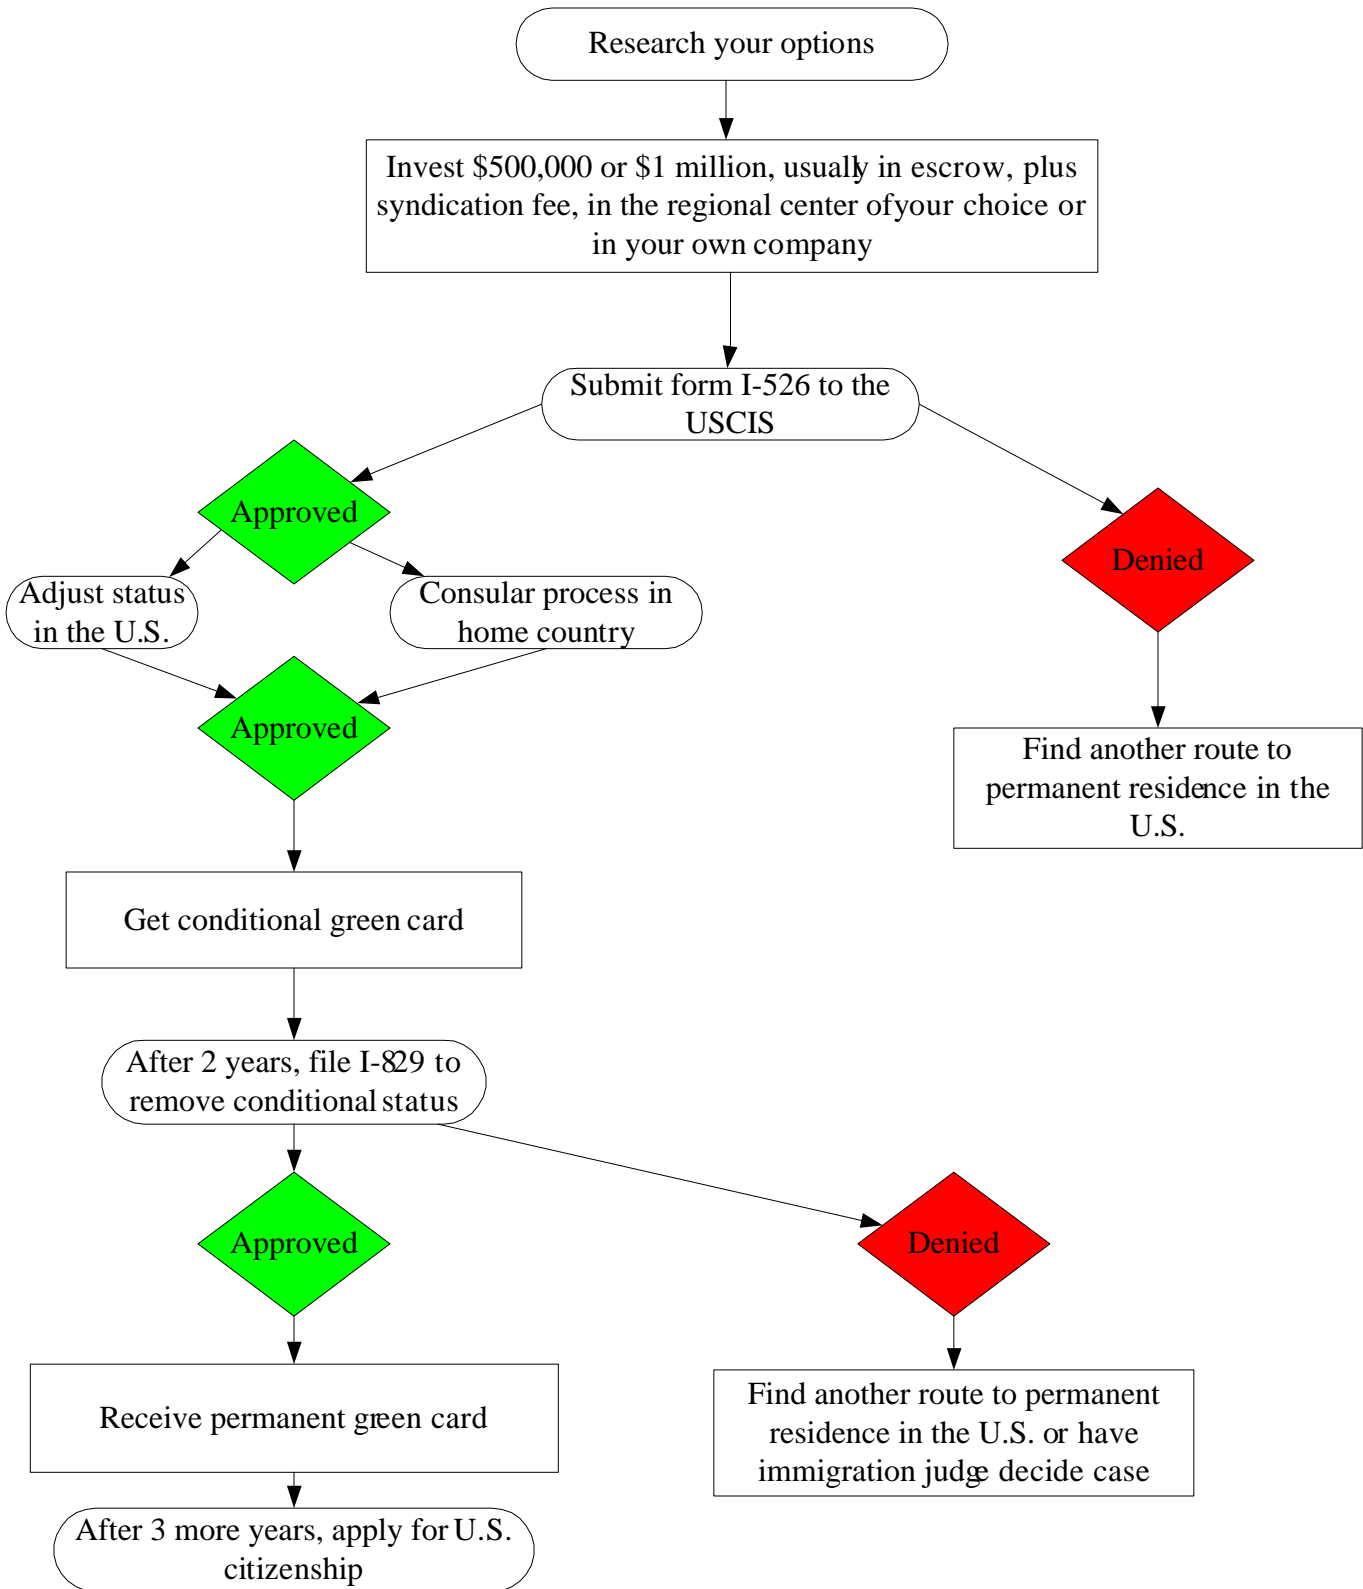 Research your options
Invest $500,000 or $1 million, usually in escrow, plus
syndication fee, in the regional center of your choice or
in your own company
Submit form I-526 to the
USCIS
Approved
Denied
Adjust status
in the U.S.
Consular process in
home country
Approved
Find another route to
permanent residence in the
U.S.
Get conditional green card
After 2 years, file I-829 to
remove conditional status
Approved
Denied
Receive permanent green card
Find another route to permanent
residence in the U.S. or have
immigration judge decide case
After 3 more years, apply for U.S.
citizenship